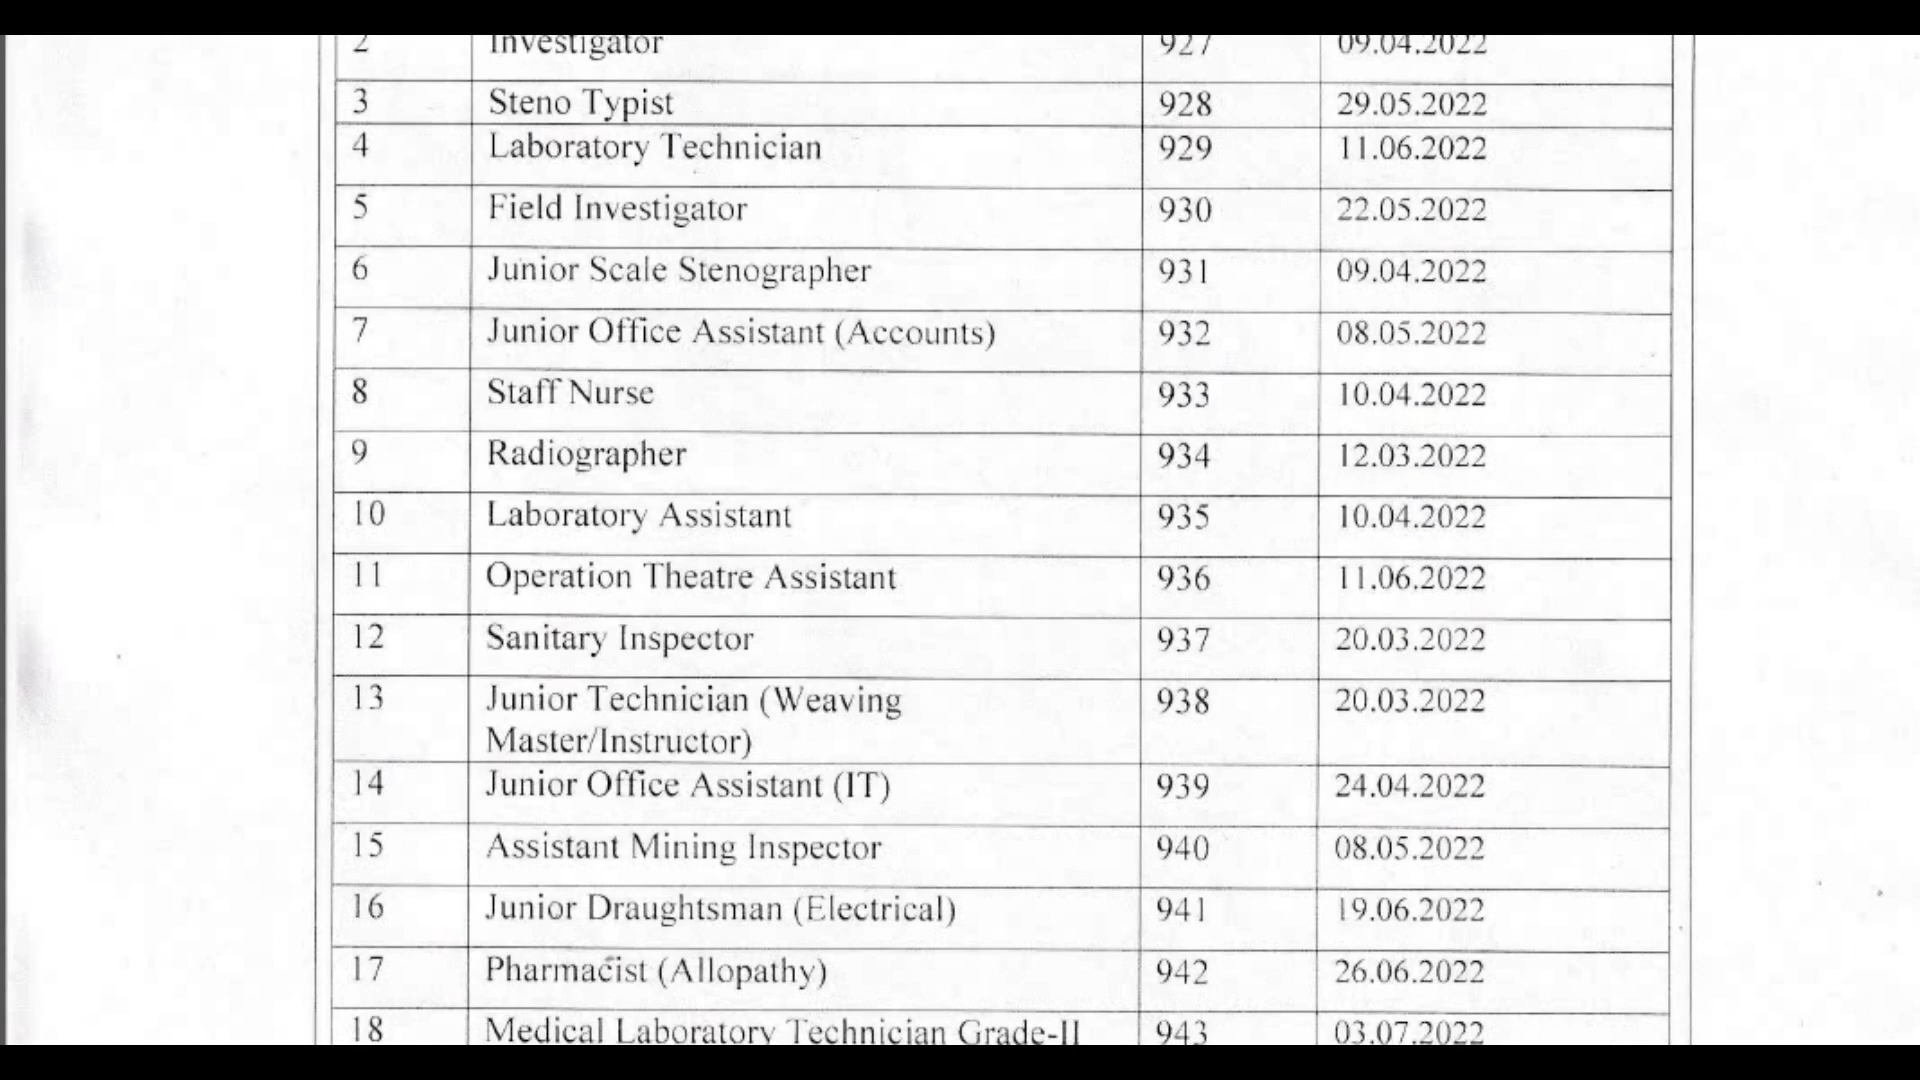 2 Investigator 927 09.04.2022
3 Steno Typist 928 29.05.2022
4 Laboratory Technician 929 11.06.2022
5 Field Investigator 930 22.05.2022
6 Junior Scale Stenographer 931 09.04.2022
7 Junior Office Assistant (Accounts) 932 08.05.2022
8 Staff Nurse 933 10.04.2022
9 Radiographer 934 12.03.2022
10 Laboratory Assistant 935 10.04.2022
11 Operation Theatre Assistant 936 11.06.2022
12 Sanitary Inspector 937 20.03.2022
13 Junior Technician (Weaving 938 20.03.2022
Master/Instructor)
14 Junior Office Assistant (IT) 939 24.04.2022
15 Assistant Mining Inspector 940 08.05.2022
16 Junior Draughtsman (Electrical) 941 19.06.2022
17 Pharmacist (Allopathy) 942 26.06.2022
18 Medical Laboratory Technician Grade-II 943 03.07.2022